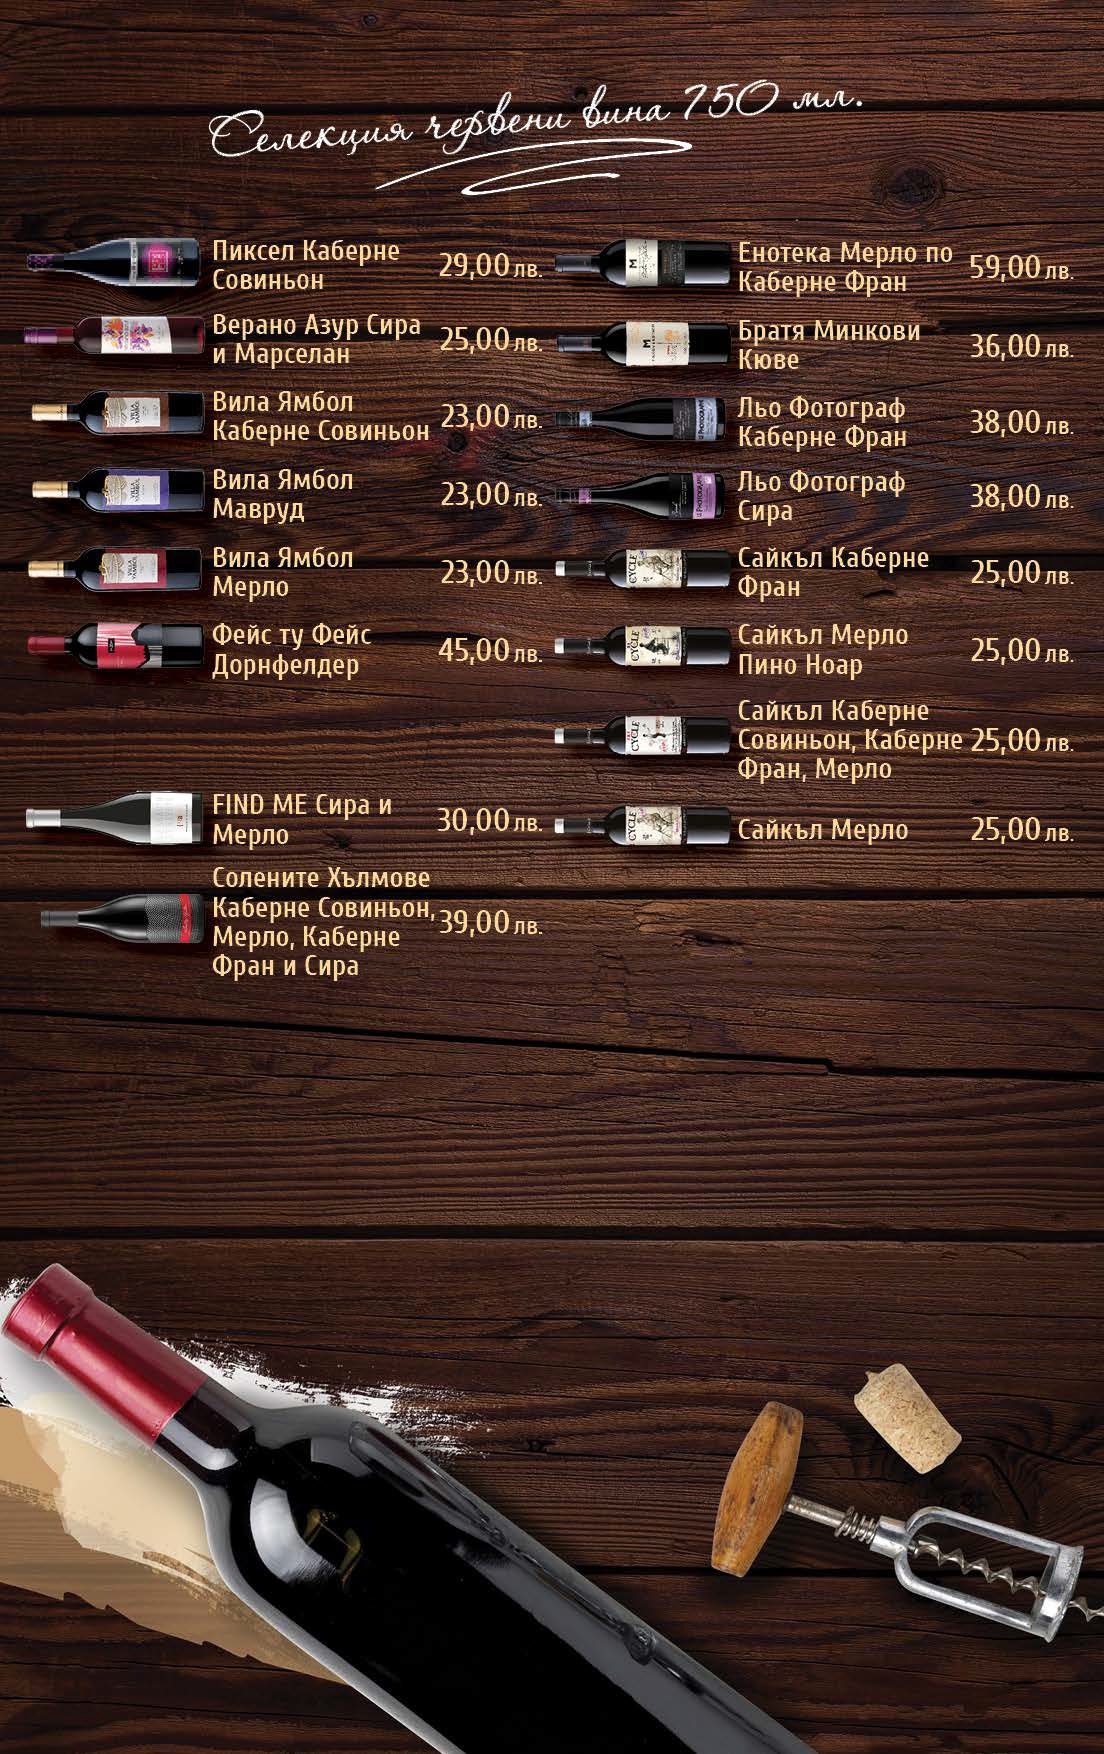 Селекция червени вина 750 мл.
Пиксел Каберне
Совиньон
29,00 лв.
Верано Азур Сира
и Марселан
25,00 лв.
Вила Ямбол
Каберне Совиньон
23,00 лв.
Вила Ямбол
Мавруд
23,00 лв.
Вила Ямбол
Мерло
23,00 лв.
Фейс ту Фейс
Дорнфелдер
45,00 лв.
FIND ME Сира и
Мерло
30,00 лв.
Солените Хълмове
Каберне Совиньон,
Мерло, Каберне
Фран и Сира
39,00 лв.
Енотека Мерло по
Каберне Фран
59,00 лв.
Братя Минкови
Кюве
36,00 лв.
Льо Фотограф
Каберне Фран
38,00 лв.
Льо Фотограф
Сира
38,00 лв.
Сайкъл Каберне
Фран
25,00 лв.
Сайкъл Мерло
Пино Ноар
25,00 лв.
Сайкъл Каберне
Совиньон, Каберне
Фран, Мерло
25,00 лв.
Сайкъл Мерло
25,00 лв.